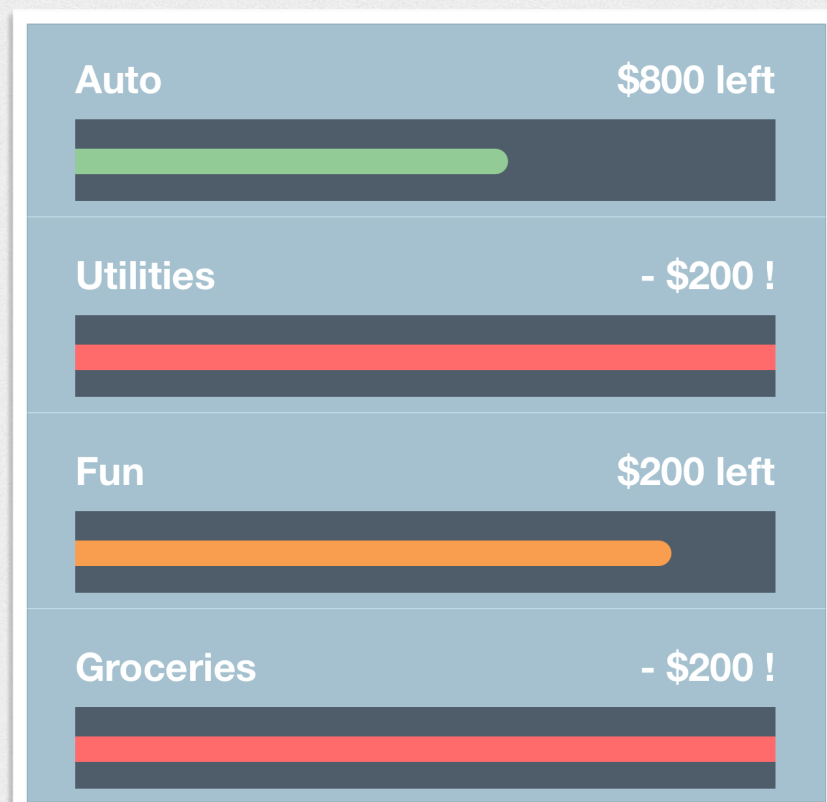 Auto $800 left
Utilities - $200 !
Fun $200 left
Groceries - $200 !